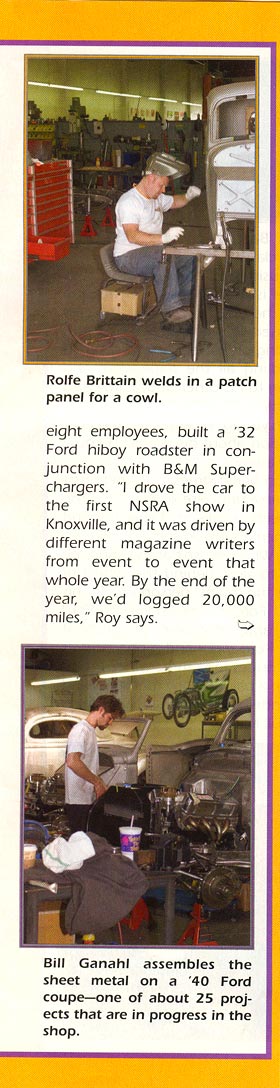 Rolfe Brittain welds in a patch
panel for a cowl.
eight employees, built a '32
Ford hiboy roadster in con-
junction with B&M Super-
chargers. "I drove the car to
the first NSRA show in
Knoxville, and it was driven by
different magazine writers
from event to event that
whole year. By the end of the
year, we'd logged 20,000
miles," Roy says.
Bill Ganahl assembles the
sheet metal on a '40 Ford
coupe—one of about 25 proj-
ects that are in progress in the
shop.